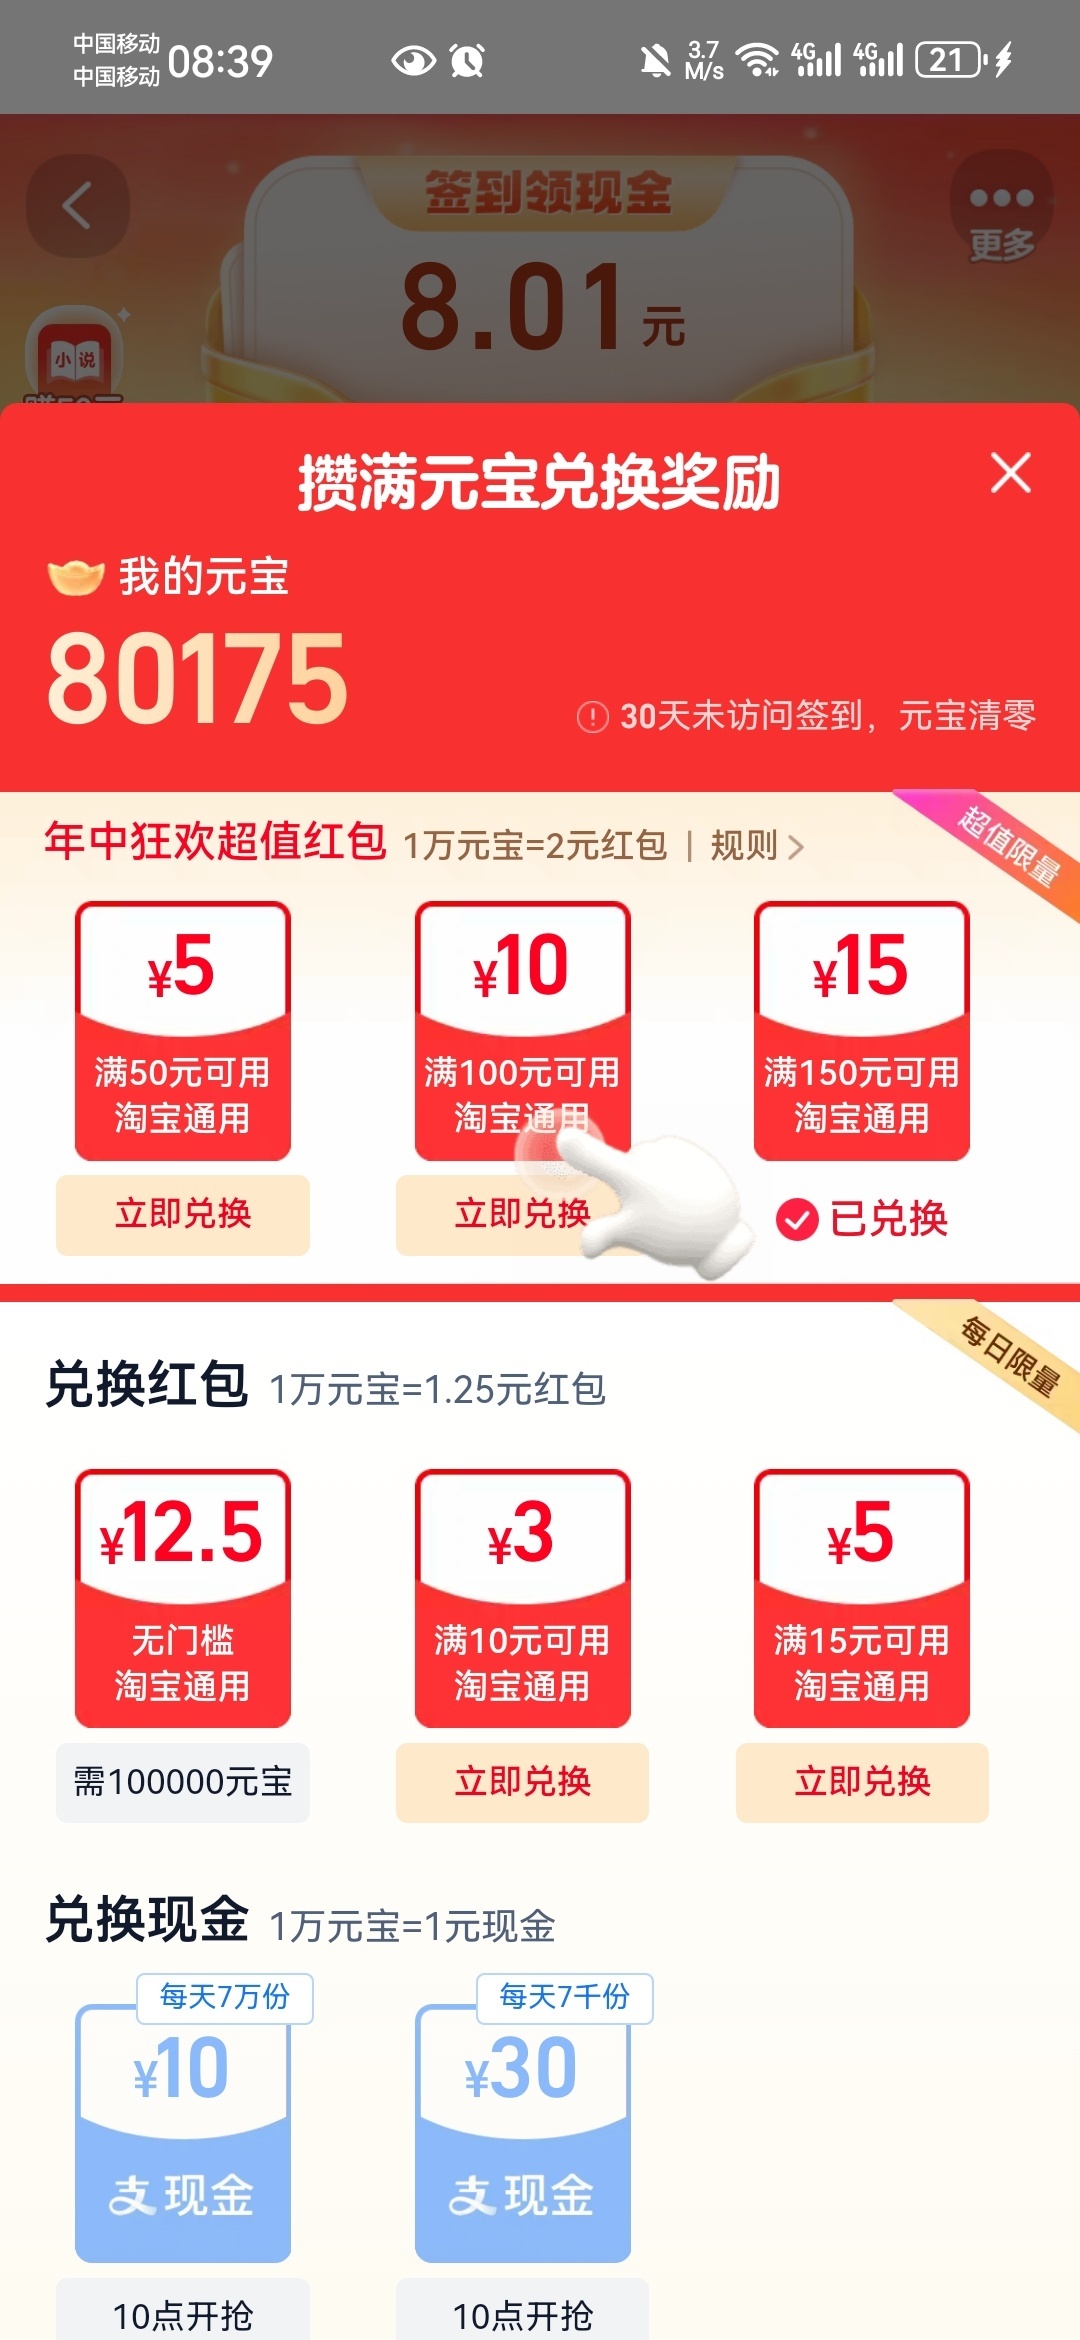 中国移动
中国移动
08:39
3.7
M/s
4G
4G
21
签到领现金
8.01元
更多
小说
攒满元宝兑换奖励
我的元宝
80175
30天未访问签到，元宝清零
年中狂欢超值红包 1万元宝=2元红包 | 规则
超值限量
¥5
满50元可用
淘宝通用
立即兑换
¥10
满100元可用
淘宝通用
立即兑换
¥15
满150元可用
淘宝通用
已兑换
兑换红包 1万元宝=1.25元红包
每日限量
¥12.5
无门槛
淘宝通用
需100000元宝
¥3
满10元可用
淘宝通用
立即兑换
¥5
满15元可用
淘宝通用
立即兑换
兑换现金 1万元宝=1元现金
每天7万份
¥10
支现金
10点开抢
每天7千份
¥30
支现金
10点开抢